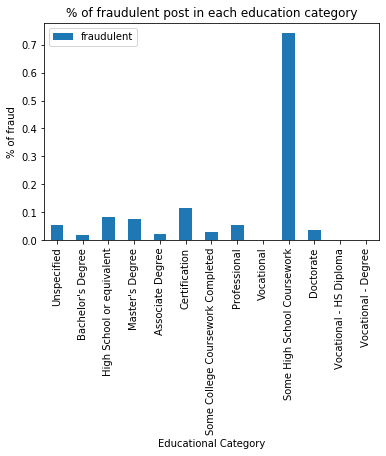 % of fraudulent post in each education category
fraudulent
% of fraud
0.7
0.6
0.5
0.4
0.3
0.2
0.1
0.0
Unspecified
Bachelor's Degree
High School or equivalent
Master's Degree
Associate Degree
Certification
Some College Coursework Completed
Professional
Vocational
Some High School Coursework
Doctorate
Vocational - HS Diploma
Vocational - Degree
Educational Category